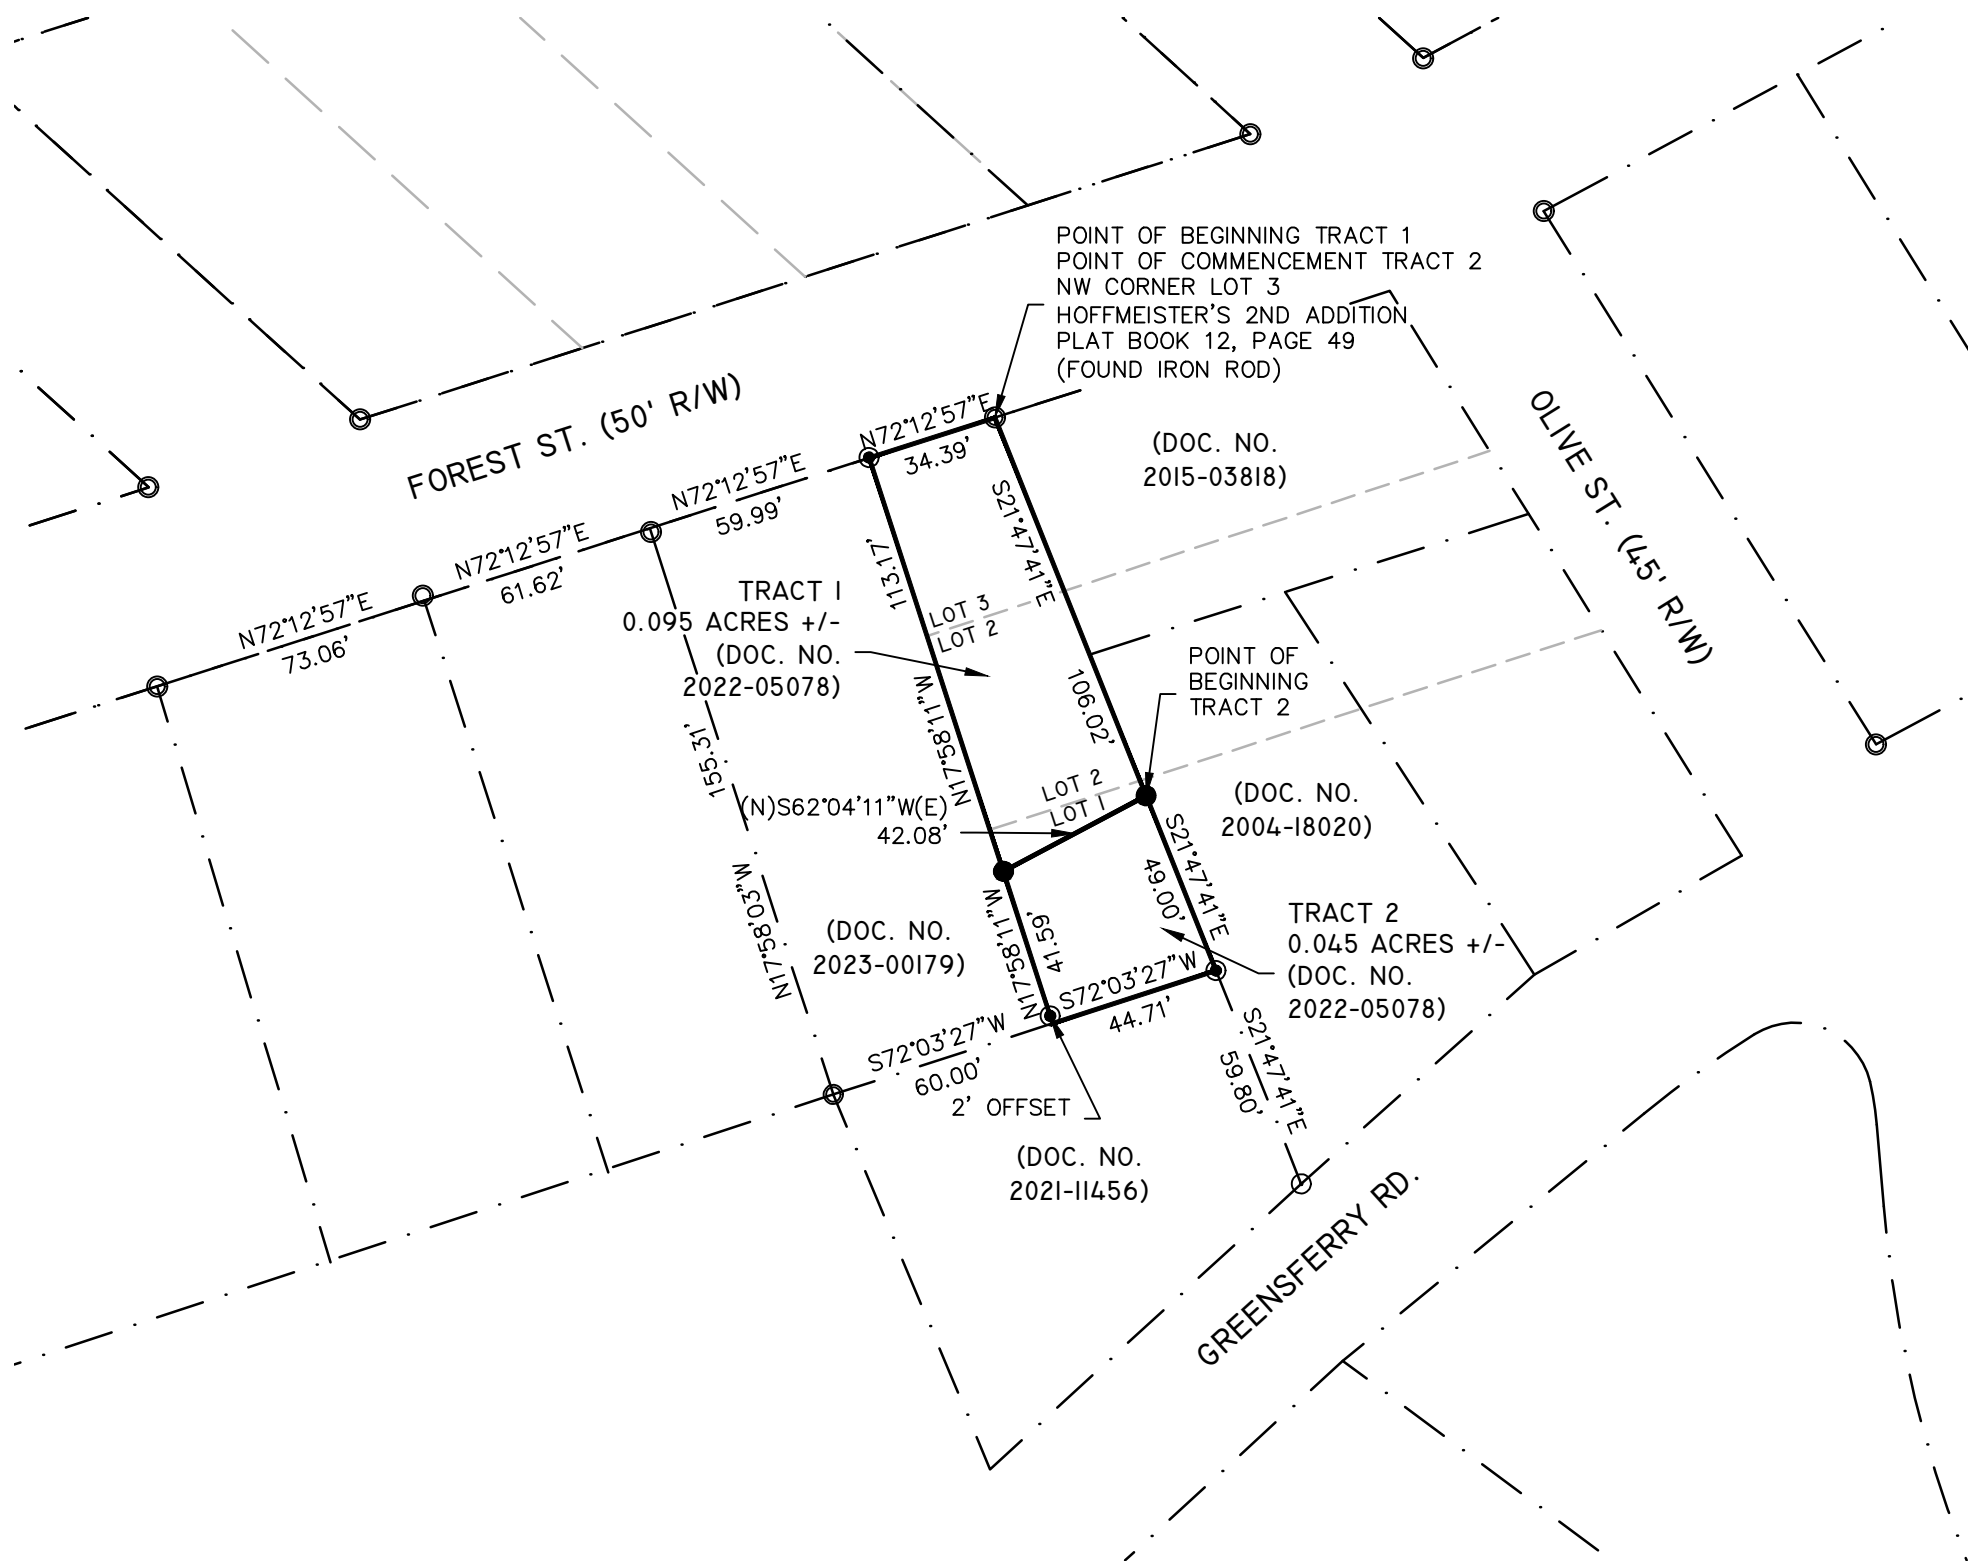 POINT OF BEGINNING TRACT 1
POINT OF COMMENCEMENT TRACT 2
NW CORNER LOT 3
HOFFMEISTER'S 2ND ADDITION
PLAT BOOK 12, PAGE 49
(FOUND IRON ROD)
FOREST ST. (50' R/W)
OLIVE ST. (45' R/W)
N72°12'57"E
34.39'
N72°12'57"E
59.99'
N72°12'57"E
61.62'
N72°12'57"E
73.06'
(DOC. NO.
2015-03818)
S21°47'41"E
106.02'
113.17'
N17°58'11"W
TRACT 1
0.095 ACRES +/-
(DOC. NO.
2022-05078)
LOT 3
LOT 2
POINT OF
BEGINNING
TRACT 2
155.31'
N17°58'03"W
LOT 2
LOT 1
(N)S62°04'11"W(E)
42.08'
(DOC. NO.
2004-18020)
S21°47'41"E
49.00'
N17°58'11"W
41.59'
(DOC. NO.
2023-00179)
TRACT 2
0.045 ACRES +/-
(DOC. NO.
2022-05078)
S72°03'27"W
44.71'
S72°03'27"W
60.00'
2' OFFSET
S21°47'41"E
59.80'
(DOC. NO.
2021-11456)
GREENSFERRY RD.